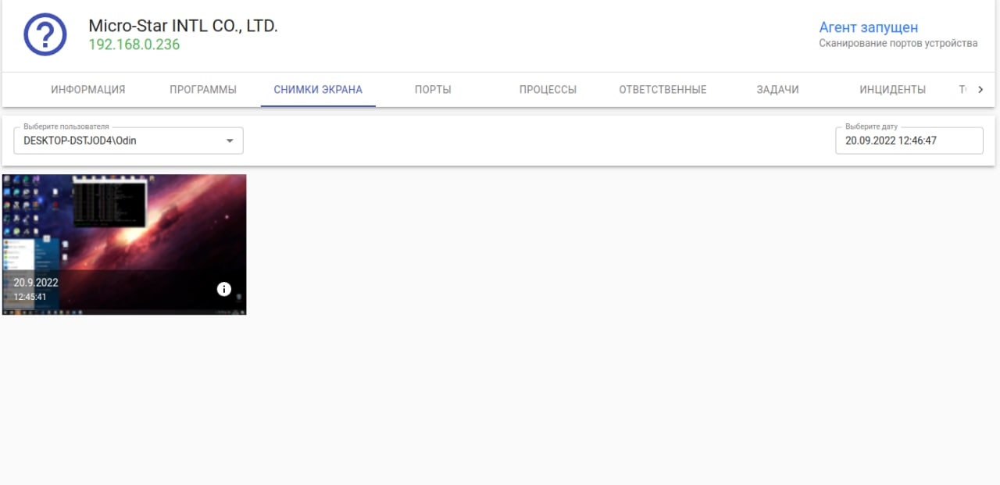 Micro-Star INTL CO., LTD.
192.168.0.236
Агент запущен
Сканирование портов устройства
ИНФОРМАЦИЯ ПРОГРАММЫ СНИМКИ ЭКРАНА ПОРТЫ ПРОЦЕССЫ ОТВЕТСТВЕННЫЕ ЗАДАЧИ ИНЦИДЕНТЫ
Выберите пользователя
DESKTOP-DSTJOD4\Odin
Выберите дату
20.09.2022 12:46:47
20.9.2022
12:45:41